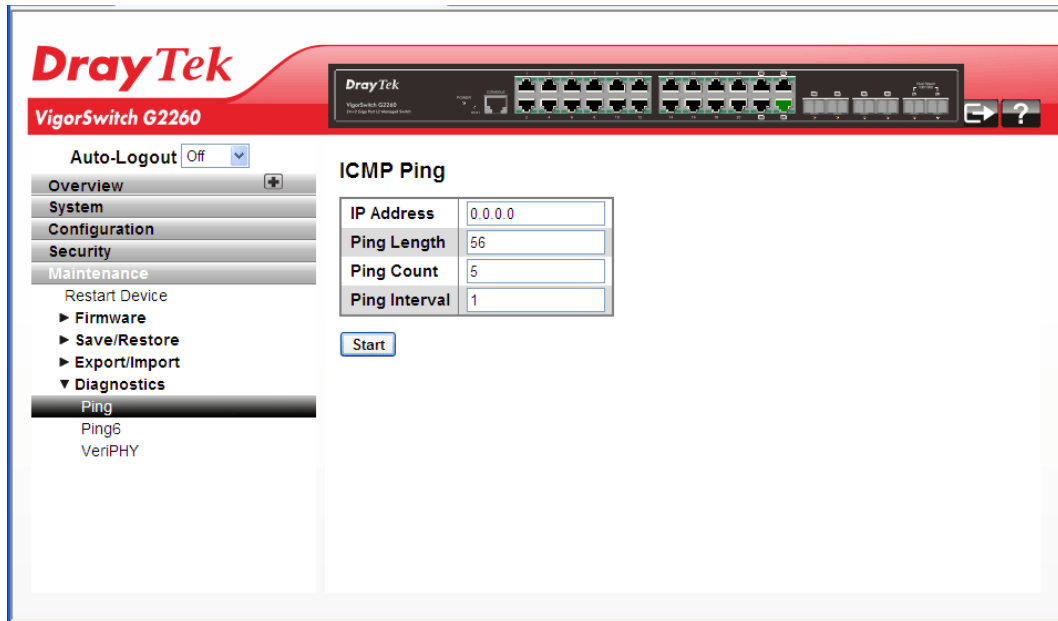 DrayTek
VigorSwitch G2260
DrayTek
VigorSwitch G2260
POWER
CONSOLE
?
Auto-Logout Off
Overview
System
Configuration
Security
Maintenance
Restart Device
► Firmware
► Save/Restore
► Export/Import
▼ Diagnostics
Ping
Ping6
VeriPHY
ICMP Ping
IP Address 0.0.0.0
Ping Length 56
Ping Count 5
Ping Interval 1
Start